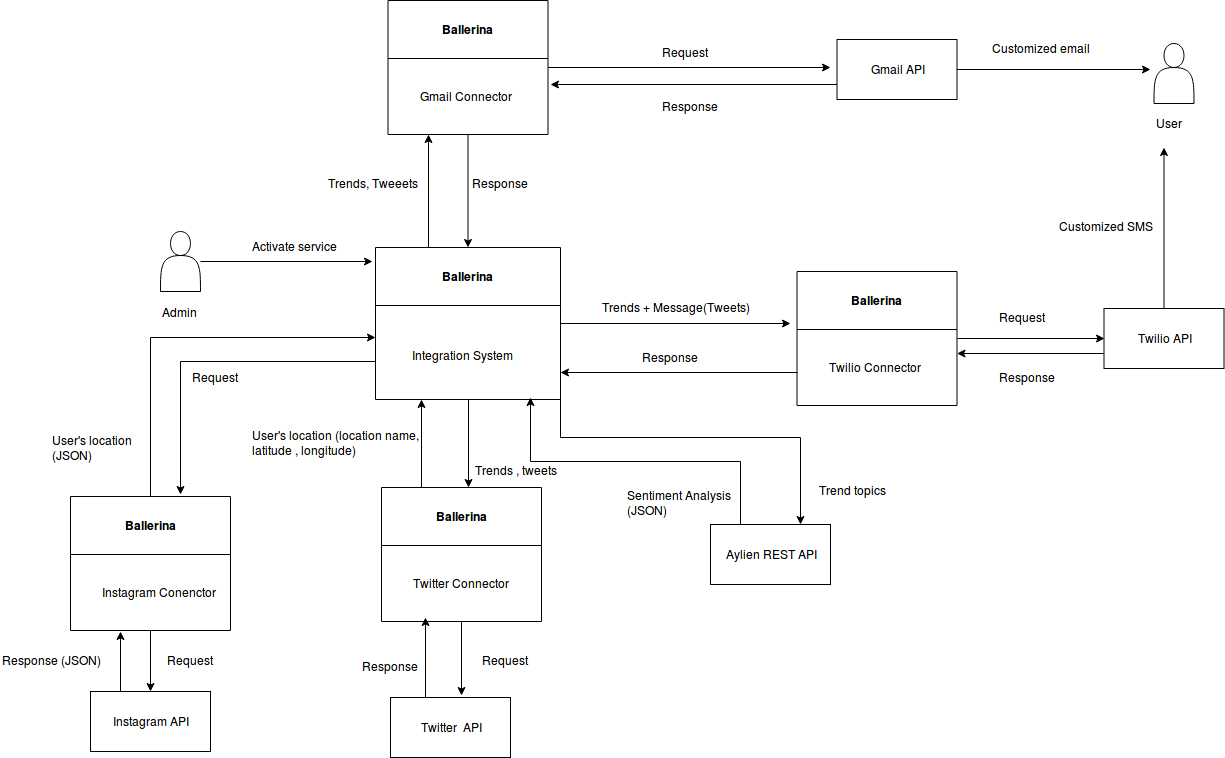 Ballerina
Gmail Connector
Request
Response
Gmail API
Customized email
User
Trends, Tweeets
Response
Customized SMS
Admin
Activate service
Ballerina
Integration System
Trends + Message(Tweets)
Response
Ballerina
Twilio Connector
Request
Response
Twilio API
Request
User's location
(JSON)
User's location (location name,
latitude , longitude)
Trends , tweets
Sentiment Analysis
(JSON)
Trend topics
Ballerina
Instagram Conenctor
Ballerina
Twitter Connector
Aylien REST API
Response (JSON)
Request
Response
Request
Instagram API
Twitter  API